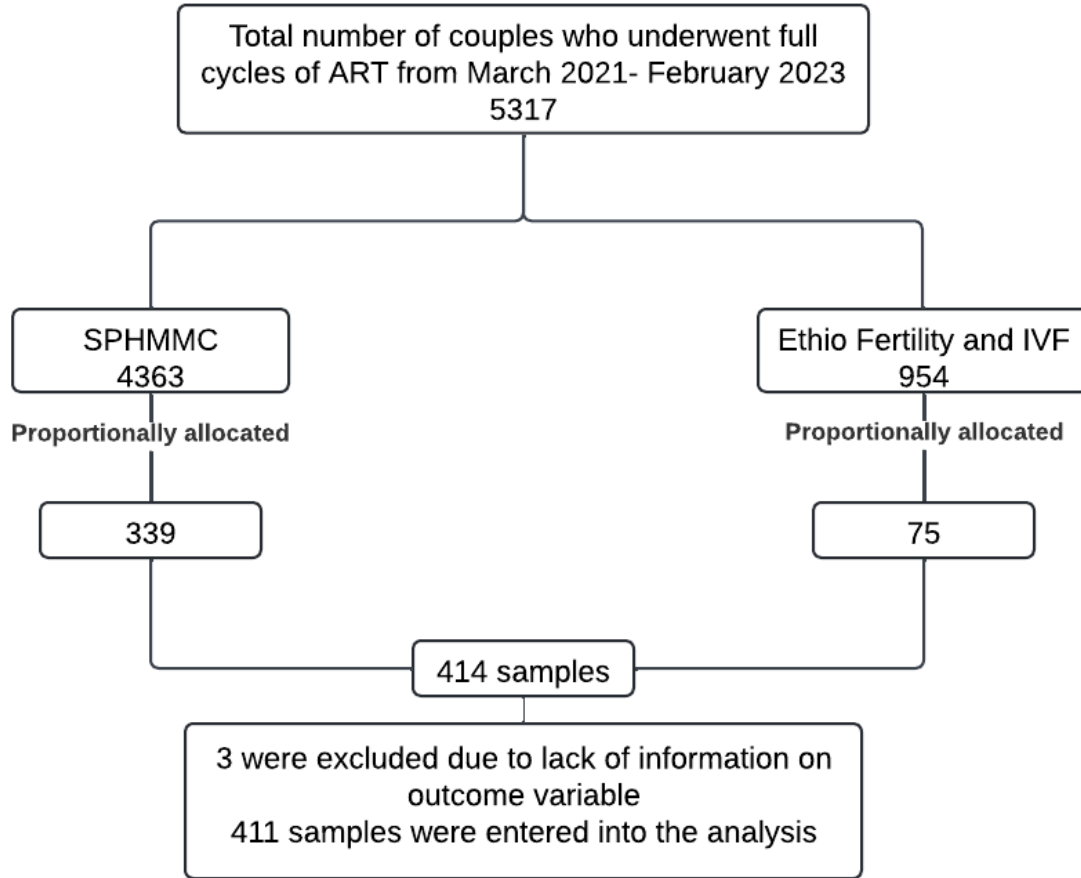 Total number of couples who underwent full
cycles of ART from March 2021- February 2023
5317
SPHMMC
4363
Ethio Fertility and IVF
954
Proportionally allocated
Proportionally allocated
339
75
414 samples
3 were excluded due to lack of information on
outcome variable
411 samples were entered into the analysis